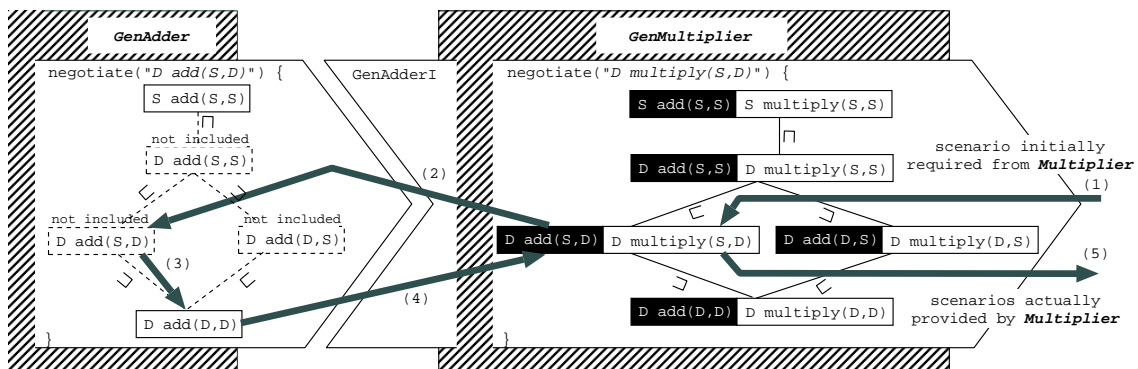 GenAdder
GenMultiplier
negotiate("D add(S,D)") {
GenAdderI
negotiate("D multiply(S,D)") {
S add(S,S)
S add(S,S) S multiply(S,S)
⊓
⊓
not included
scenario initially
required from Multiplier
D add(S,S)
D add(S,S) D multiply(S,S)
(2)
(1)
⊓ ⊓
⊓ ⊓
not included
not included
D add(S,D)
D add(D,S)
D add(S,D) D multiply(S,D)
D add(D,S) D multiply(D,S)
(3)
(5)
⊓ ⊓
⊓ ⊓
(4)
scenarios actually
provided by Multiplier
D add(D,D)
D add(D,D) D multiply(D,D)
}
}